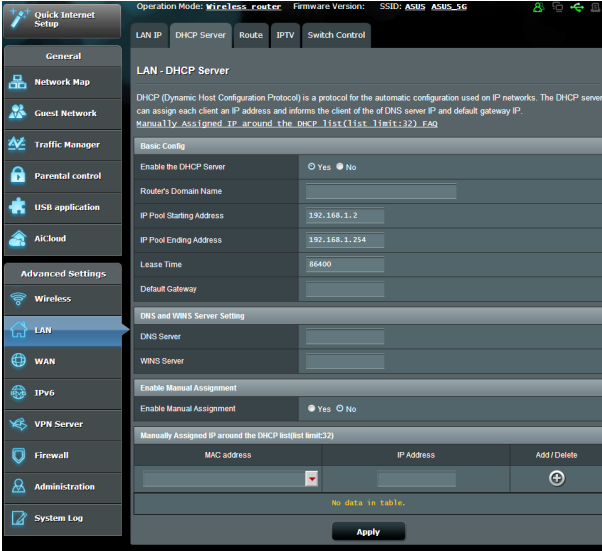 Operation Mode: Wireless router Firmware Version: SSID: ASUS ASUS_5G
Quick Internet
Setup
General
Network Map
Guest Network
Traffic Manager
Parental control
USB application
AiCloud
Advanced Settings
Wireless
LAN
WAN
IPv6
VPN Server
Firewall
Administration
System Log
LAN IP DHCP Server Route IPTV Switch Control
LAN - DHCP Server
DHCP (Dynamic Host Configuration Protocol) is a protocol for the automatic configuration used on IP networks. The DHCP server
can assign each client an IP address and informs the client of the of DNS server IP and default gateway IP.
Manually Assigned IP around the DHCP list(list limit:32) FAQ
Basic Config
Enable the DHCP Server Yes No
Router's Domain Name
IP Pool Starting Address 192.168.1.2
IP Pool Ending Address 192.168.1.254
Lease Time 86400
Default Gateway
DNS and WINS Server Setting
DNS Server
WINS Server
Enable Manual Assignment
Enable Manual Assignment Yes No
Manually Assigned IP around the DHCP list(list limit:32)
MAC address IP Address Add / Delete
No data in table.
Apply